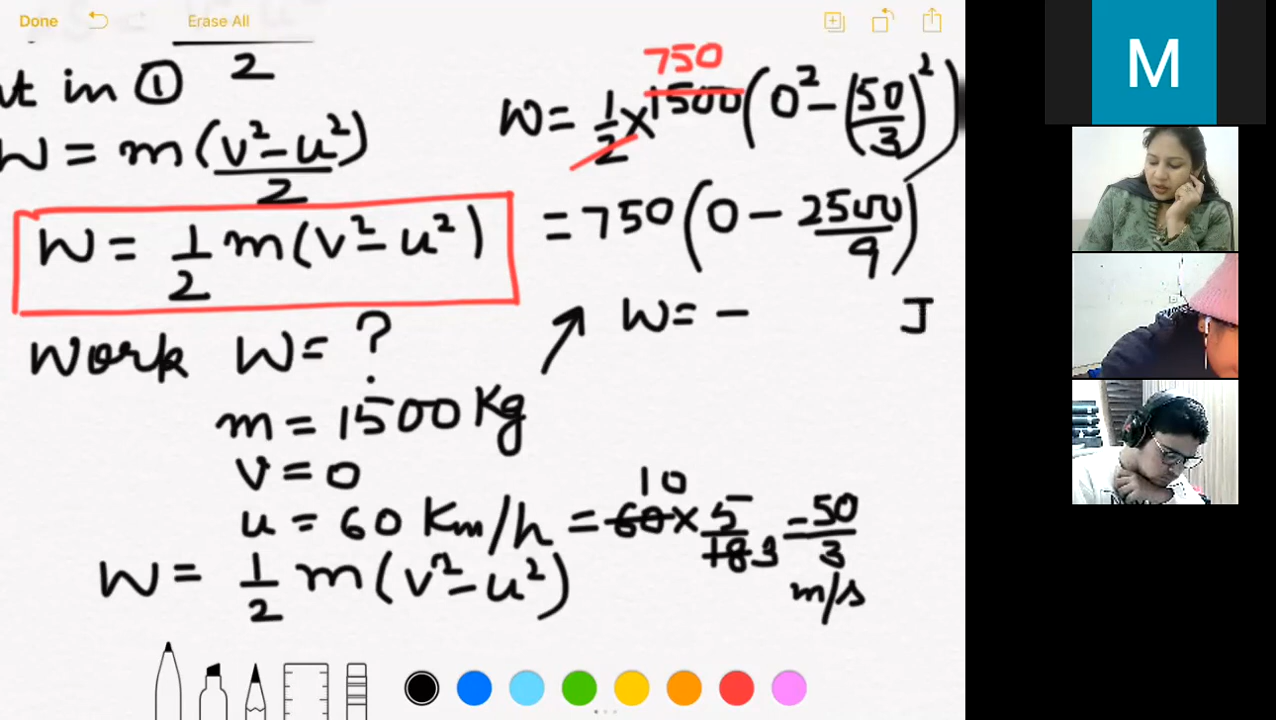 Done
Erase All
2
ut in ①
W = m(v²-u²)
2
W = 1/2 m(v²-u²)
Work W = ?
m = 1500 Kg
v = 0
u = 60 Km/h = 60 10 × 5/18 3 = 50/3
m/s
W = 1/2 m(v²-u²)
750
W = 1/2 × 1500 (0² - (50/3)²)
= 750 (0 - 2500/9)
W = - J
M